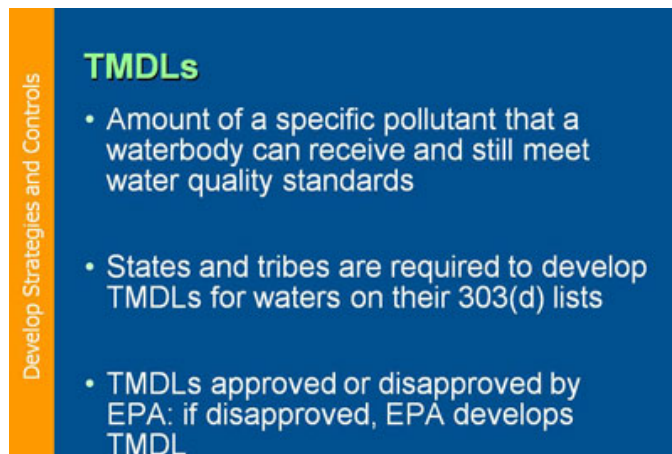 Develop Strategies and Controls
TMDLs
• Amount of a specific pollutant that a
waterbody can receive and still meet
water quality standards
• States and tribes are required to develop
TMDLs for waters on their 303(d) lists
• TMDLs approved or disapproved by
EPA: if disapproved, EPA develops
TMDL